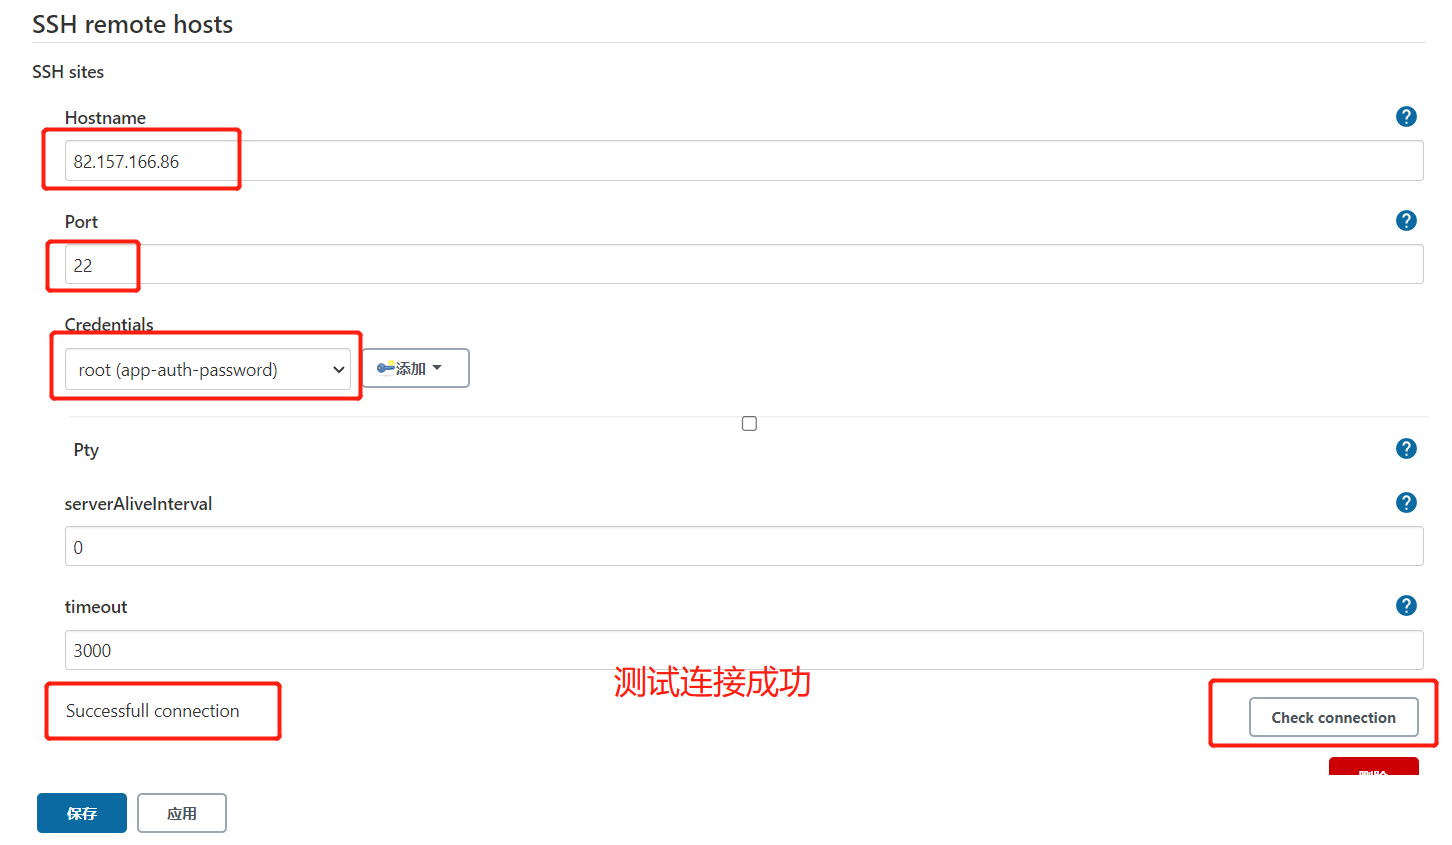 SSH remote hosts
SSH sites
Hostname
82.157.166.86
Port
22
Credentials
root (app-auth-password)
添加
Pty
serverAliveInterval
0
timeout
3000
测试连接成功
Successfull connection
Check connection
删除
保存
应用